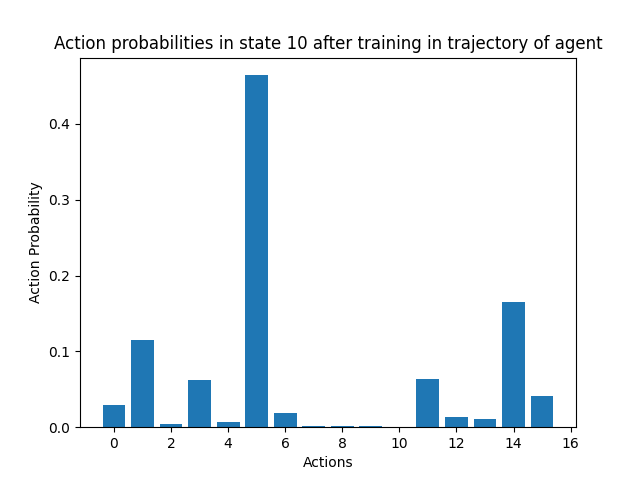 Action probabilities in state 10 after training in trajectory of agent
Action Probability
0.4
0.3
0.2
0.1
0.0
0 2 4 6 8 10 12 14 16
Actions